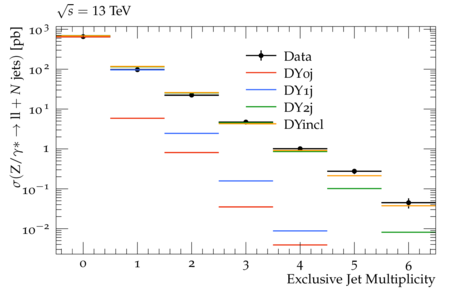 √s = 13 TeV
σ(Z/γ* → ll + N jets) [pb]
10³
10²
10
1
10⁻¹
10⁻²
Data
DY0j
DY1j
DY2j
DYincl
0 1 2 3 4 5 6
Exclusive Jet Multiplicity